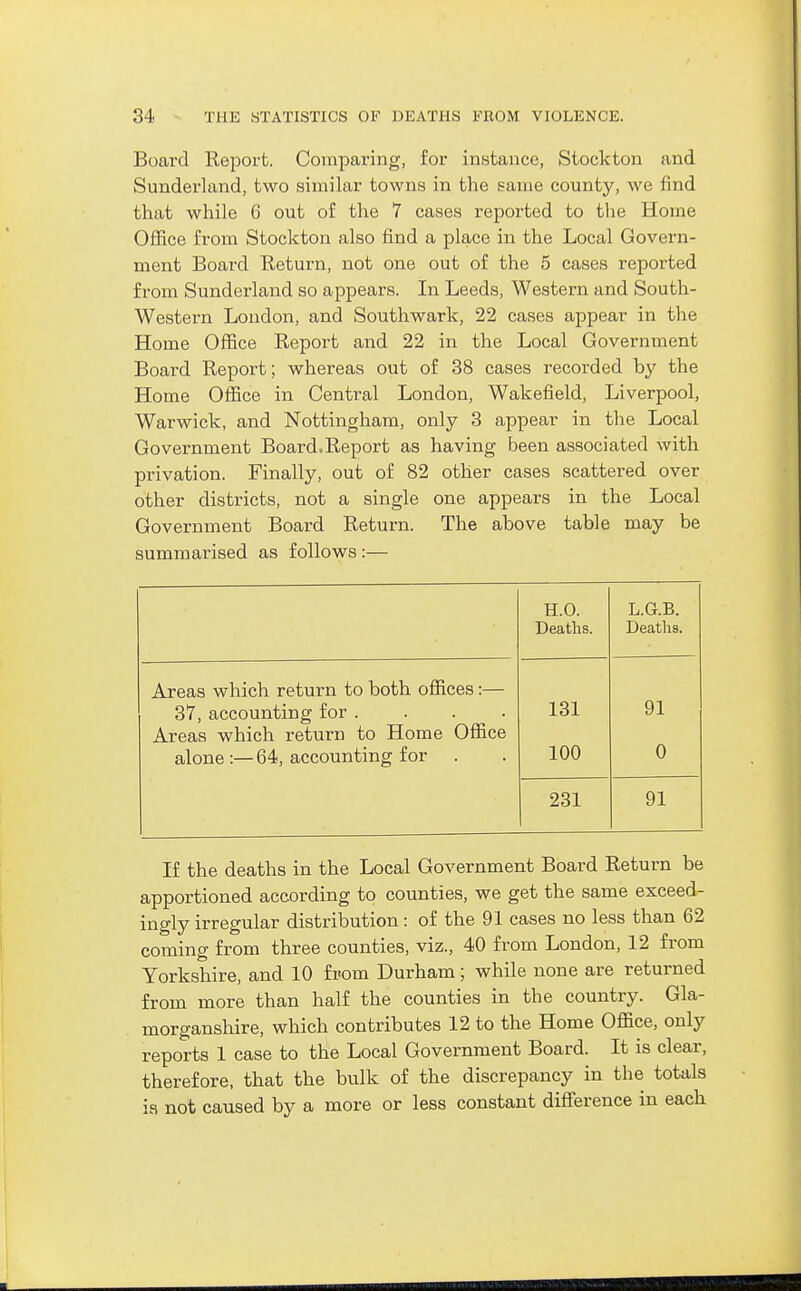 34 THE STATISTICS OF DEATHS FROM VIOLENCE.
Board Report. Comparing, for instance, Stockton and
Sunderland, two similar towns in the same county, we find
that while 6 out of the 7 cases reported to the Home
Office from Stockton also find a place in the Local Govern-
ment Board Return, not one out of the 5 cases reported
from Sunderland so appears. In Leeds, Western and South-
Western London, and Southwark, 22 cases appear in the
Home Office Report and 22 in the Local Government
Board Report; whereas out of 38 cases recorded by the
Home Office in Central London, Wakefield, Liverpool,
Warwick, and Nottingham, only 3 appear in the Local
Government Board.Report as having been associated with
privation. Finally, out of 82 other cases scattered over
other districts, not a single one appears in the Local
Government Board Return. The above table may be
summarised as follows:—
H.O. L.G.B.
Deaths. Deaths.
Areas which return to both offices:—
37, accounting for . . . . 131 91
Areas which return to Home Office
alone:—64, accounting for . . 100 0
231 91
If the deaths in the Local Government Board Return be
apportioned according to counties, we get the same exceed-
ingly irregular distribution: of the 91 cases no less than 62
coming from three counties, viz., 40 from London, 12 from
Yorkshire, and 10 from Durham; while none are returned
from more than half the counties in the country. Gla-
morganshire, which contributes 12 to the Home Office, only
reports 1 case to the Local Government Board. It is clear,
therefore, that the bulk of the discrepancy in the totals
is not caused by a more or less constant difference in each